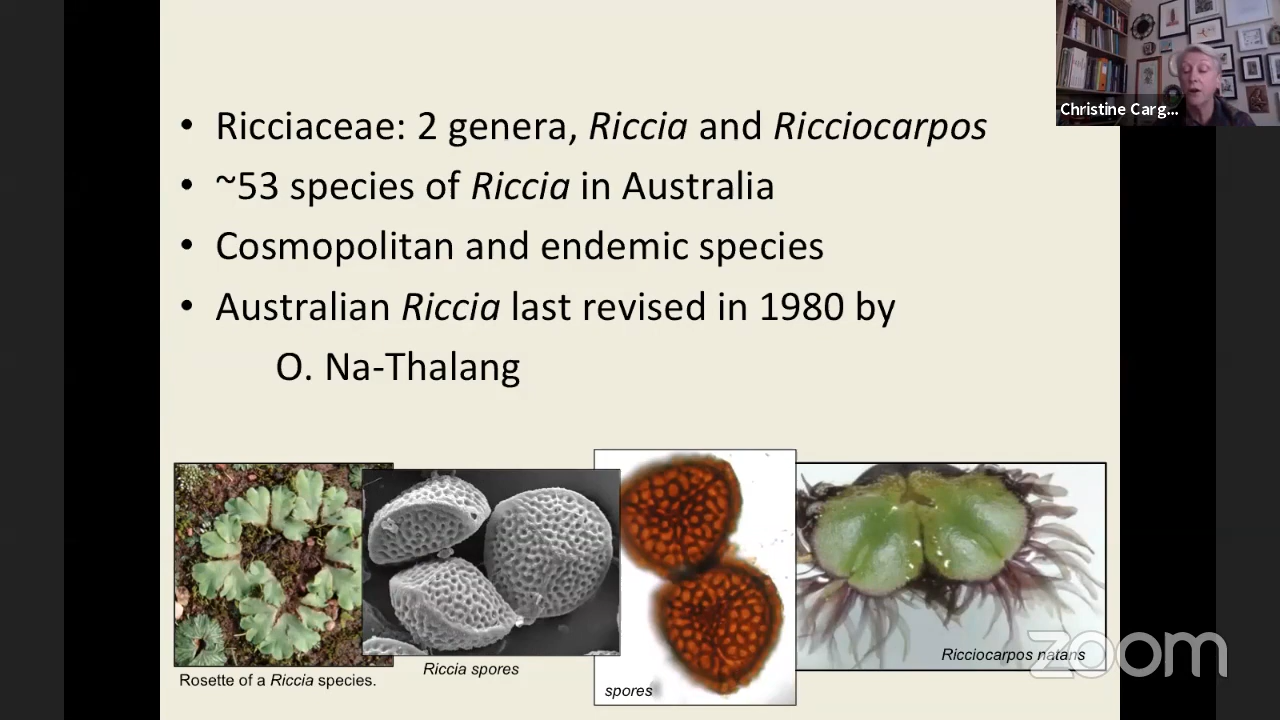 • Ricciaceae: 2 genera, Riccia and Ricciocarpos
• ~53 species of Riccia in Australia
• Cosmopolitan and endemic species
• Australian Riccia last revised in 1980 by
O. Na-Thalang
Christine Carg...
Rosette of a Riccia species.
Riccia spores
spores
Ricciocarpos natans
zoom